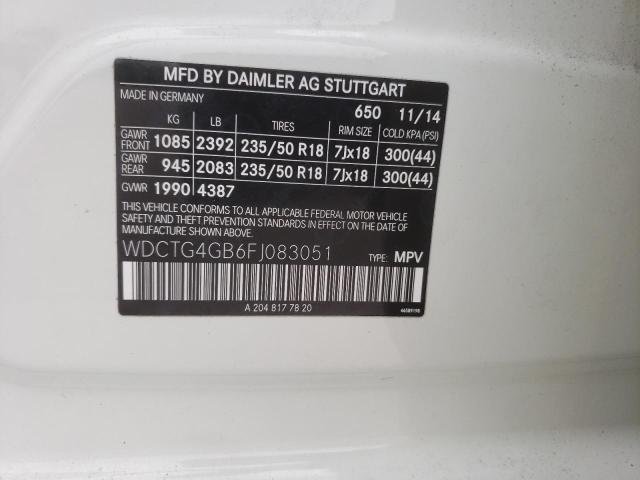 MFD BY DAIMLER AG STUTTGART
MADE IN GERMANY 650 11/14
KG LB TIRES RIM SIZE COLD KPA (PSI)
GAWR FRONT 1085 2392 235/50 R18 7Jx18 300(44)
GAWR REAR 945 2083 235/50 R18 7Jx18 300(44)
GVWR 1990 4387
THIS VEHICLE CONFORMS TO ALL APPLICABLE FEDERAL MOTOR VEHICLE
SAFETY STANDARDS IN EFFECT ON THE DATE OF
MANUFACTURE SHOWN ABOVE.
WDCTG4GB6FJ083051 TYPE: MPV
A 204 817 78 20